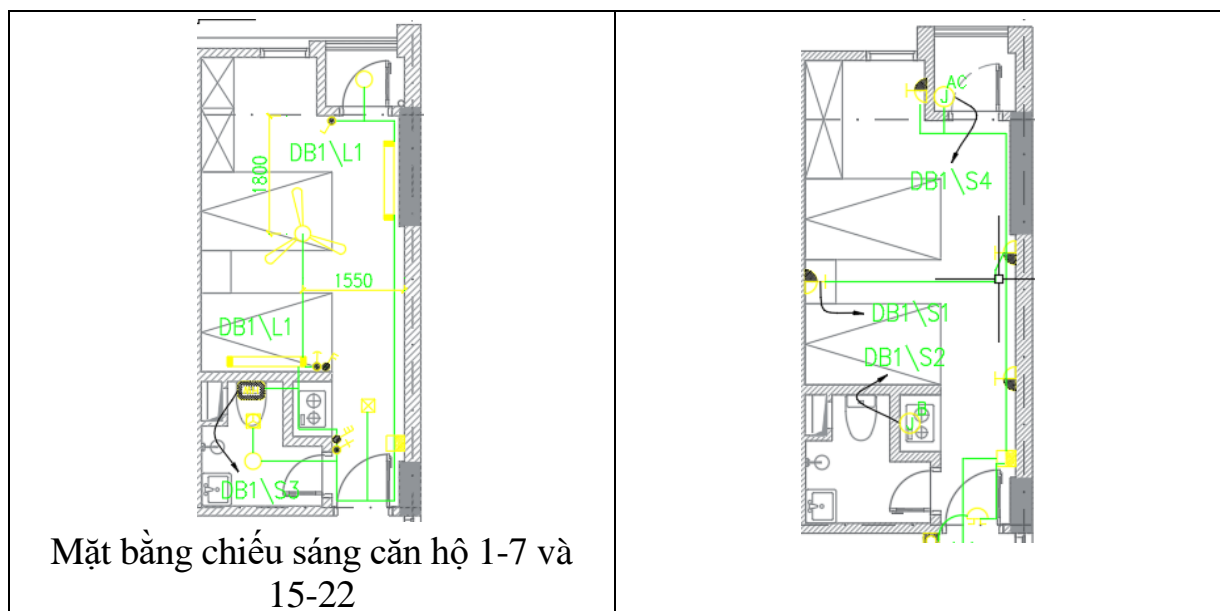 DB1\L1
1800
1550
DB1\L1
DB1\S3
Mặt bằng chiếu sáng căn hộ 1-7 và
15-22
AC
J
DB1\S4
DB1\S1
DB1\S2
B
J